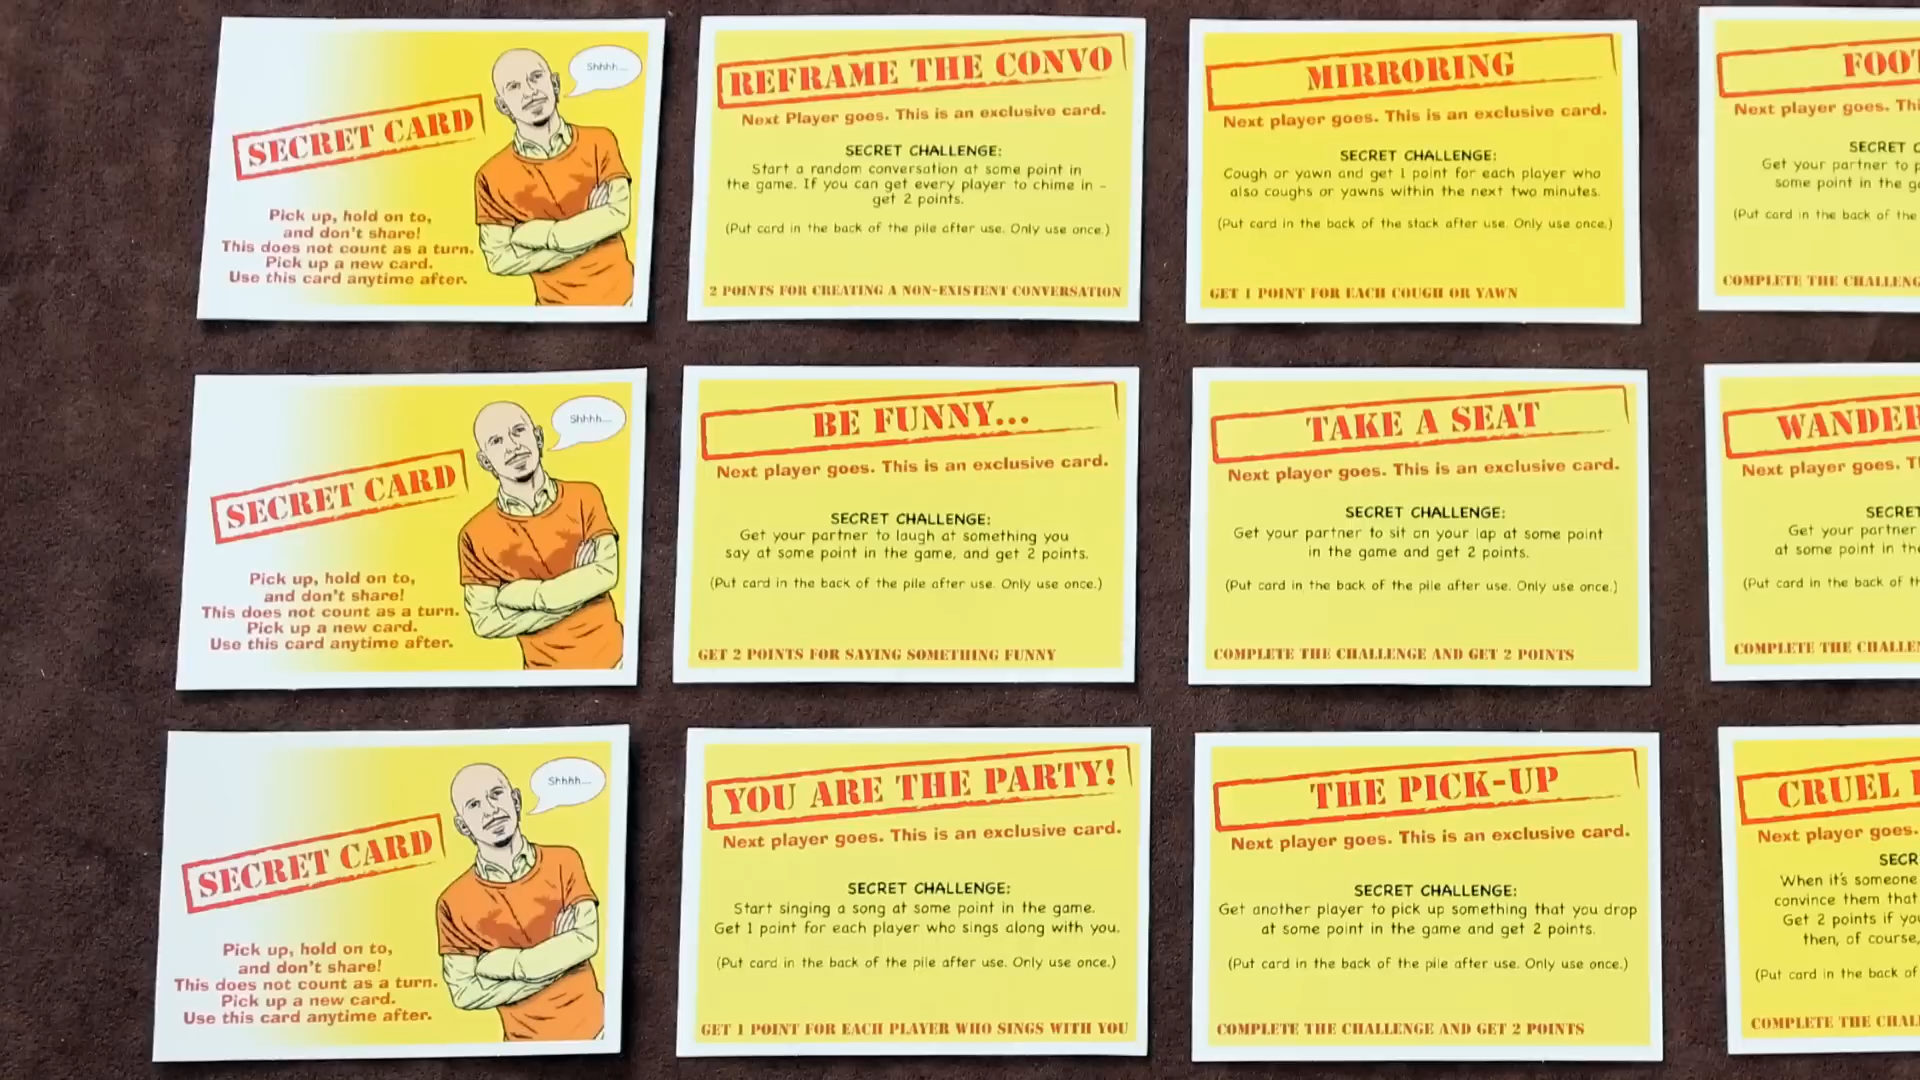 Shhhh...
SECRET CARD
Pick up, hold on to,
and don't share!
This does not count as a turn.
Pick up a new card.
Use this card anytime after.
REFRAME THE CONVO
Next Player goes. This is an exclusive card.
SECRET CHALLENGE:
Start a random conversation at some point in
the game. If you can get every player to chime in -
get 2 points.
(Put card in the back of the pile after use. Only use once.)
2 POINTS FOR CREATING A NON-EXISTENT CONVERSATION
MIRRORING
Next player goes. This is an exclusive card.
SECRET CHALLENGE:
Cough or yawn and get 1 point for each player who
also coughs or yawns within the next two minutes.
(Put card in the back of the stack after use. Only use once.)
GET 1 POINT FOR EACH COUGH OR YAWN
Next player goes.
SECRET
Get your partner to
some point in the
(Put card in the back of the
COMPLETE THE
Shhhh...
SECRET CARD
Pick up, hold on to,
and don't share!
This does not count as a turn.
Pick up a new card.
Use this card anytime after.
BE FUNNY...
Next player goes. This is an exclusive card.
SECRET CHALLENGE:
Get your partner to laugh at something you
say at some point in the game, and get 2 points.
(Put card in the back of the pile after use. Only use once.)
GET 2 POINTS FOR SAYING SOMETHING FUNNY
TAKE A SEAT
Next player goes. This is an exclusive card.
SECRET CHALLENGE:
Get your partner to sit on your lap at some point
in the game and get 2 points.
(Put card in the back of the pile after use. Only use once.)
COMPLETE THE CHALLENGE AND GET 2 POINTS
WANDER
Next player goes.
SECRET
Get your partner
at some point in the
(Put card in the back of
COMPLETE THE
Shhhh...
SECRET CARD
Pick up, hold on to,
and don't share!
This does not count as a turn.
Pick up a new card.
Use this card anytime after.
YOU ARE THE PARTY!
Next player goes. This is an exclusive card.
SECRET CHALLENGE:
Start singing a song at some point in the game.
Get 1 point for each player who sings along with you.
(Put card in the back of the pile after use. Only use once.)
GET 1 POINT FOR EACH PLAYER WHO SINGS WITH YOU
THE PICK-UP
Next player goes. This is an exclusive card.
SECRET CHALLENGE:
Get another player to pick up something that you drop
at some point in the game and get 2 points.
(Put card in the back of the pile after use. Only use once.)
COMPLETE THE CHALLENGE AND GET 2 POINTS
CRUEL
Next player goes.
When it's someone
convince them that
Get 2 points if you
then, of course,
(Put card in the back of
COMPLETE THE